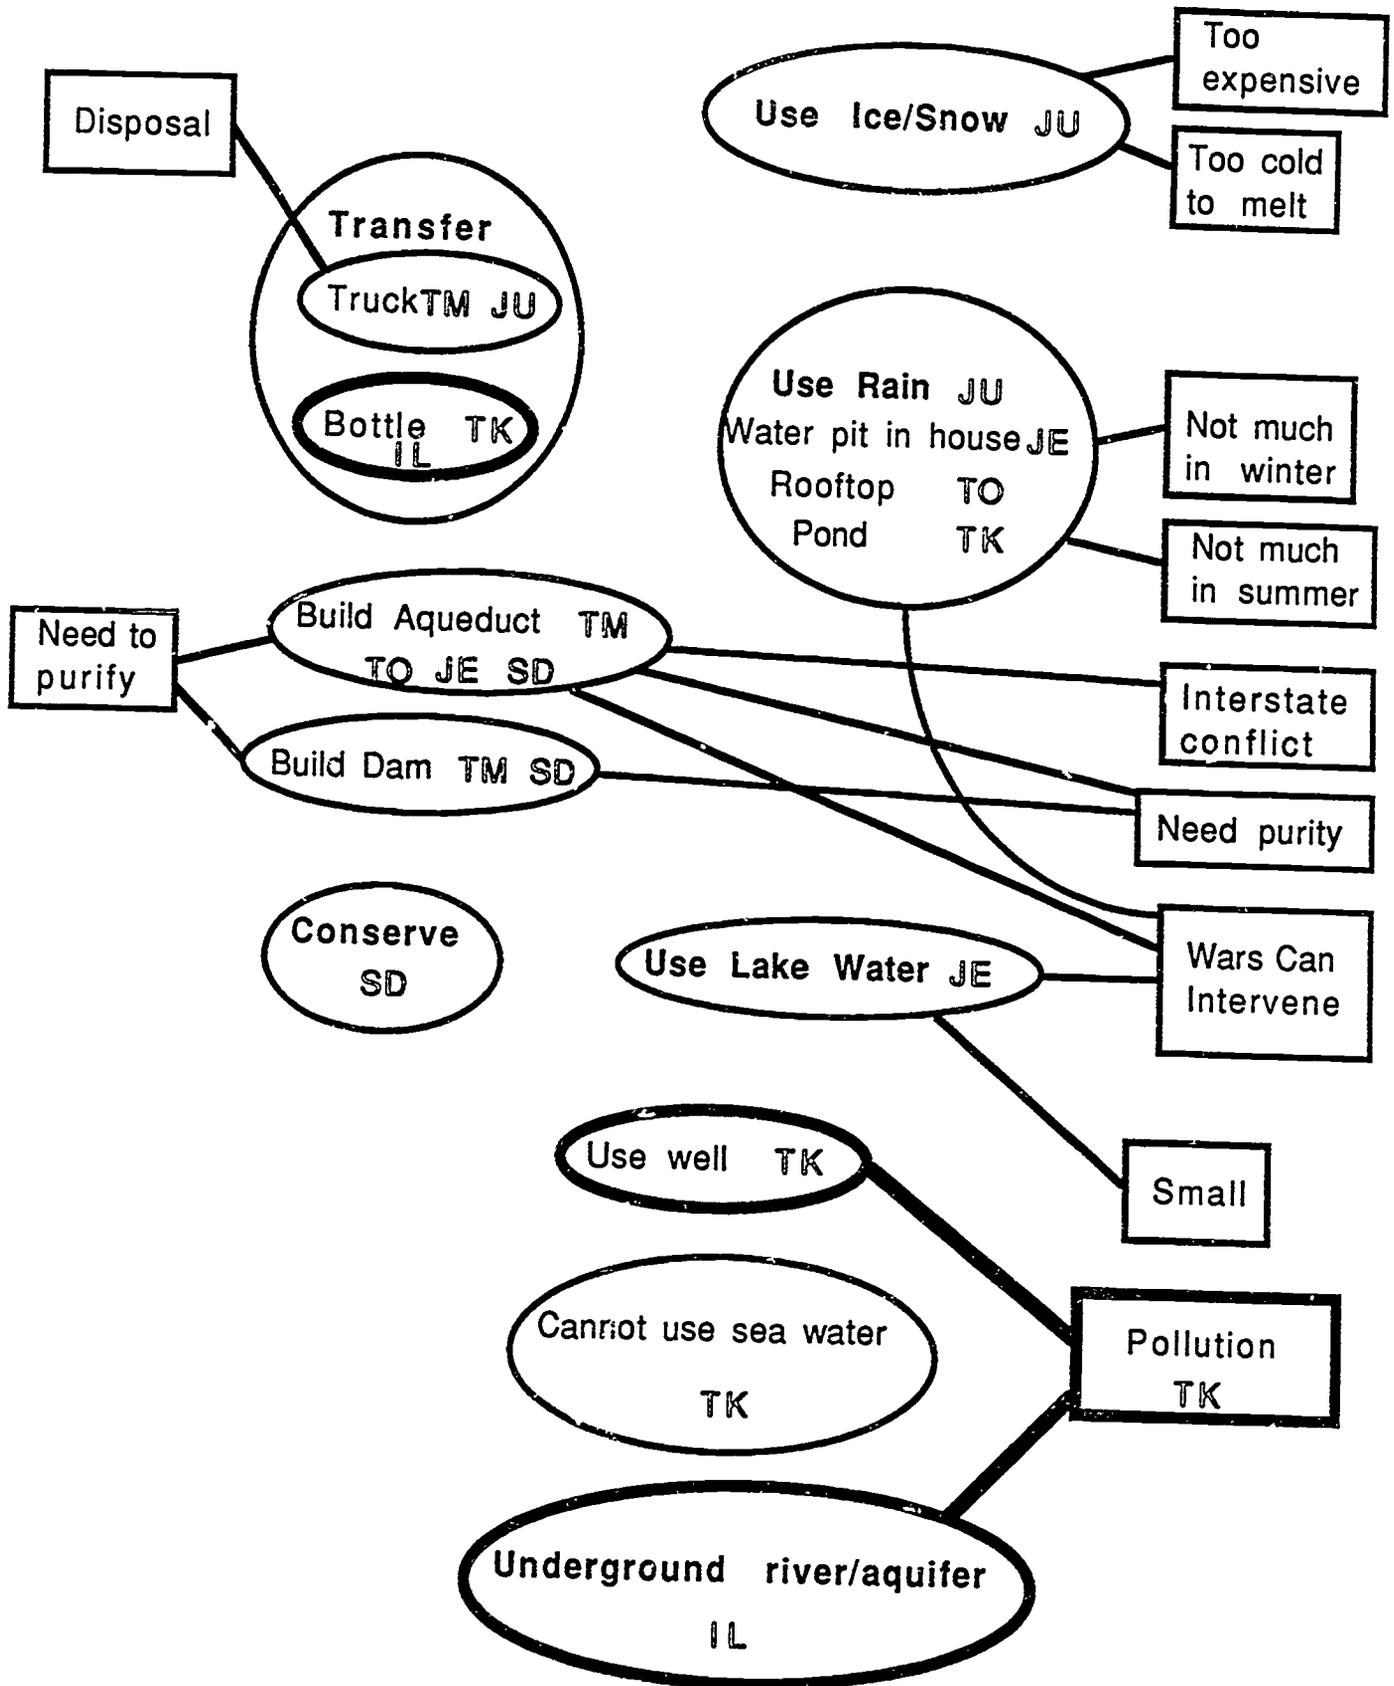 Too
expensive
Use Ice/Snow JU
Too cold
to melt
Disposal
Transfer
Truck TM JU
Bottle TK
IL
Use Rain JU
Water pit in house JE
Rooftop TO
Pond TK
Not much
in winter
Not much
in summer
Need to
purify
Build Aqueduct TM
TO JE SD
Build Dam TM SD
Interstate
conflict
Need purity
Conserve
SD
Use Lake Water JE
Wars Can
Intervene
Use well TK
Small
Cannot use sea water
TK
Pollution
TK
Underground river/aquifer
IL